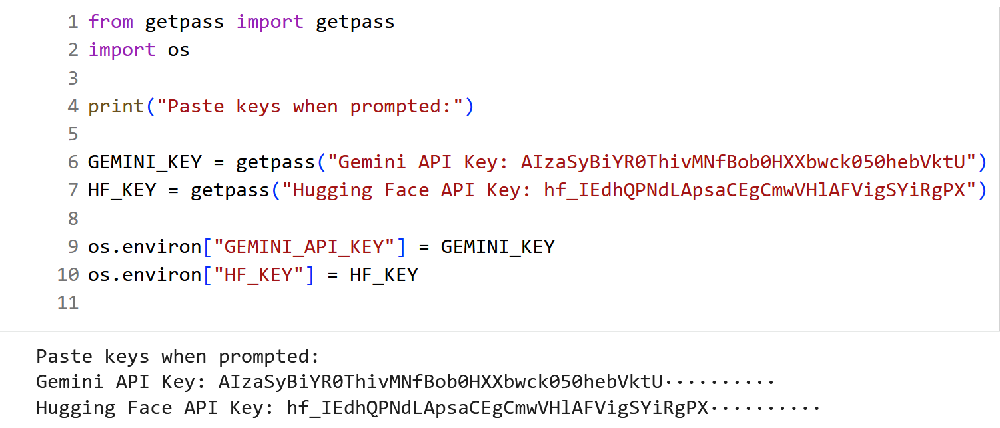 1 from getpass import getpass
2 import os
3
4 print("Paste keys when prompted:")
5
6 GEMINI_KEY = getpass("Gemini API Key: AIzaSyBiYR0ThivMNfBob0HXXbwck050hebVktU")
7 HF_KEY = getpass("Hugging Face API Key: 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")
8
9 os.environ["GEMINI_API_KEY"] = GEMINI_KEY
10 os.environ["HF_KEY"] = HF_KEY
11
Paste keys when prompted:
Gemini API Key: AIzaSyBiYR0ThivMNfBob0HXXbwck050hebVktU··········
Hugging Face API Key: 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··········